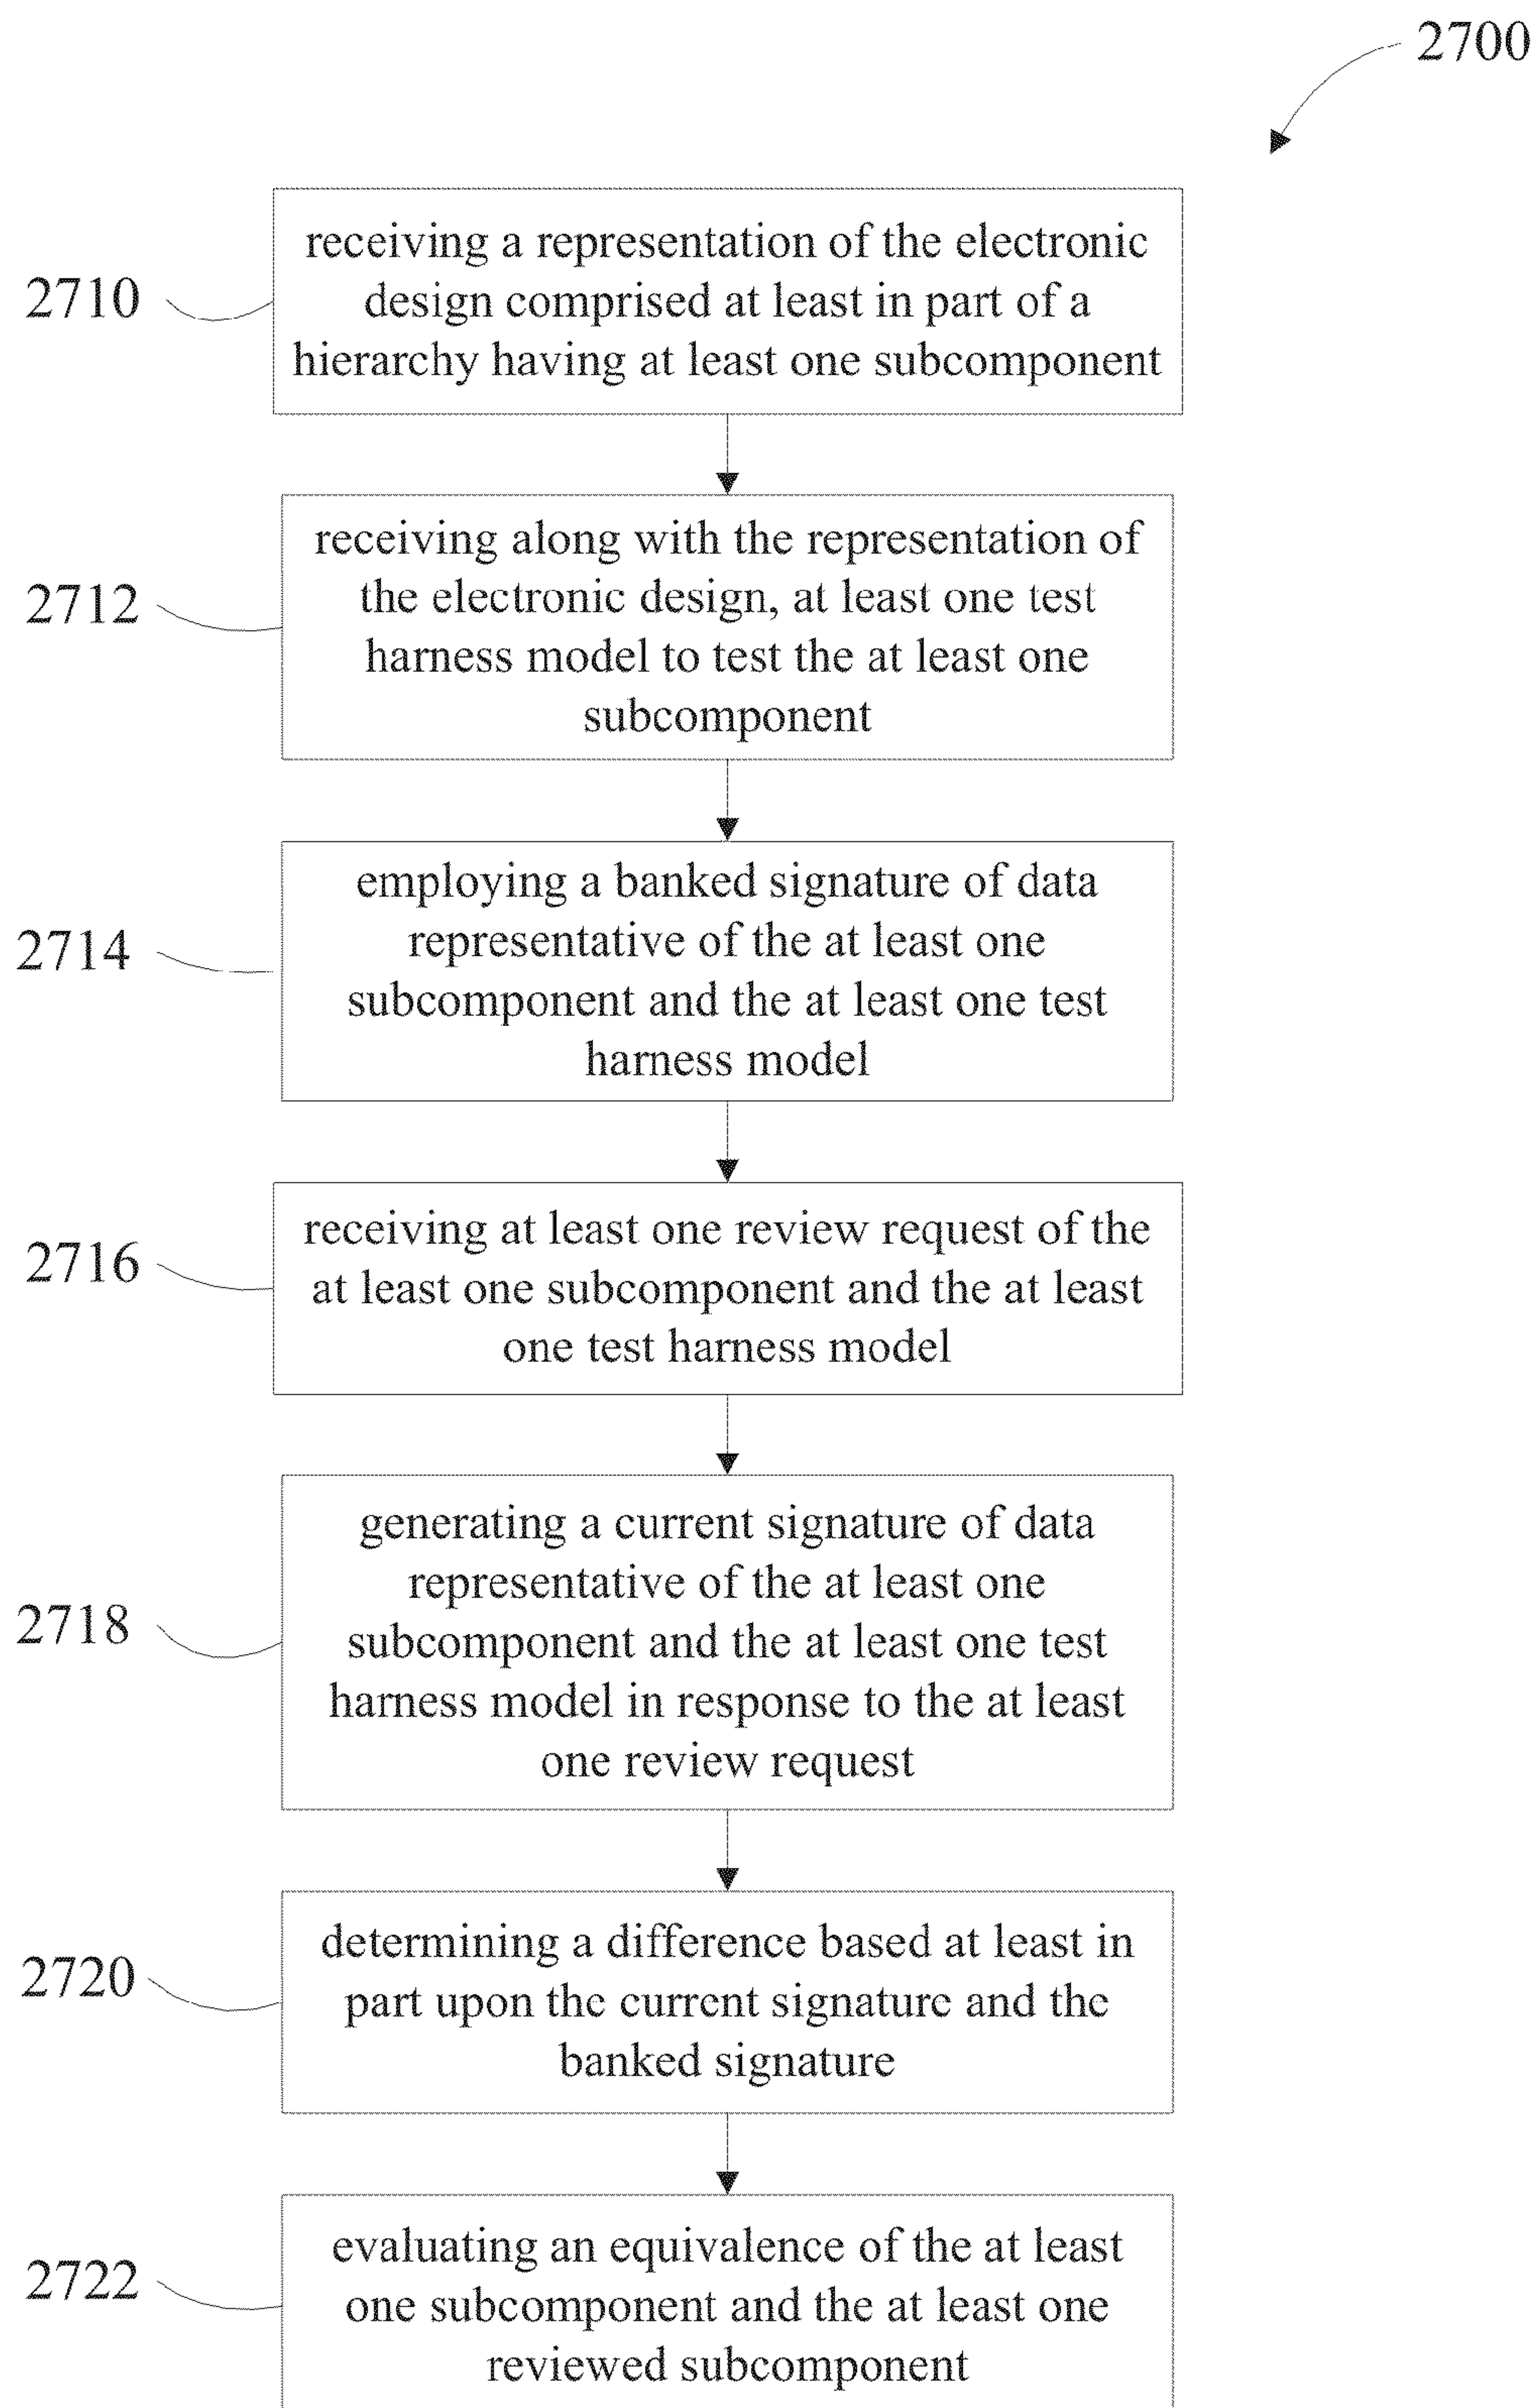 2700
receiving a representation of the electronic
design comprised at least in part of a
hierarchy having at least one subcomponent
2710
receiving along with the representation of
the electronic design, at least one test
harness model to test the at least one
subcomponent
2712
employing a banked signature of data
representative of the at least one
subcomponent and the at least one test
harness model
2714
receiving at least one review request of the
at least one subcomponent and the at least
one test harness model
2716
generating a current signature of data
representative of the at least one
subcomponent and the at least one test
harness model in response to the at least
one review request
2718
determining a difference based at least in
part upon the current signature and the
banked signature
2720
evaluating an equivalence of the at least
one subcomponent and the at least one
reviewed subcomponent
2722